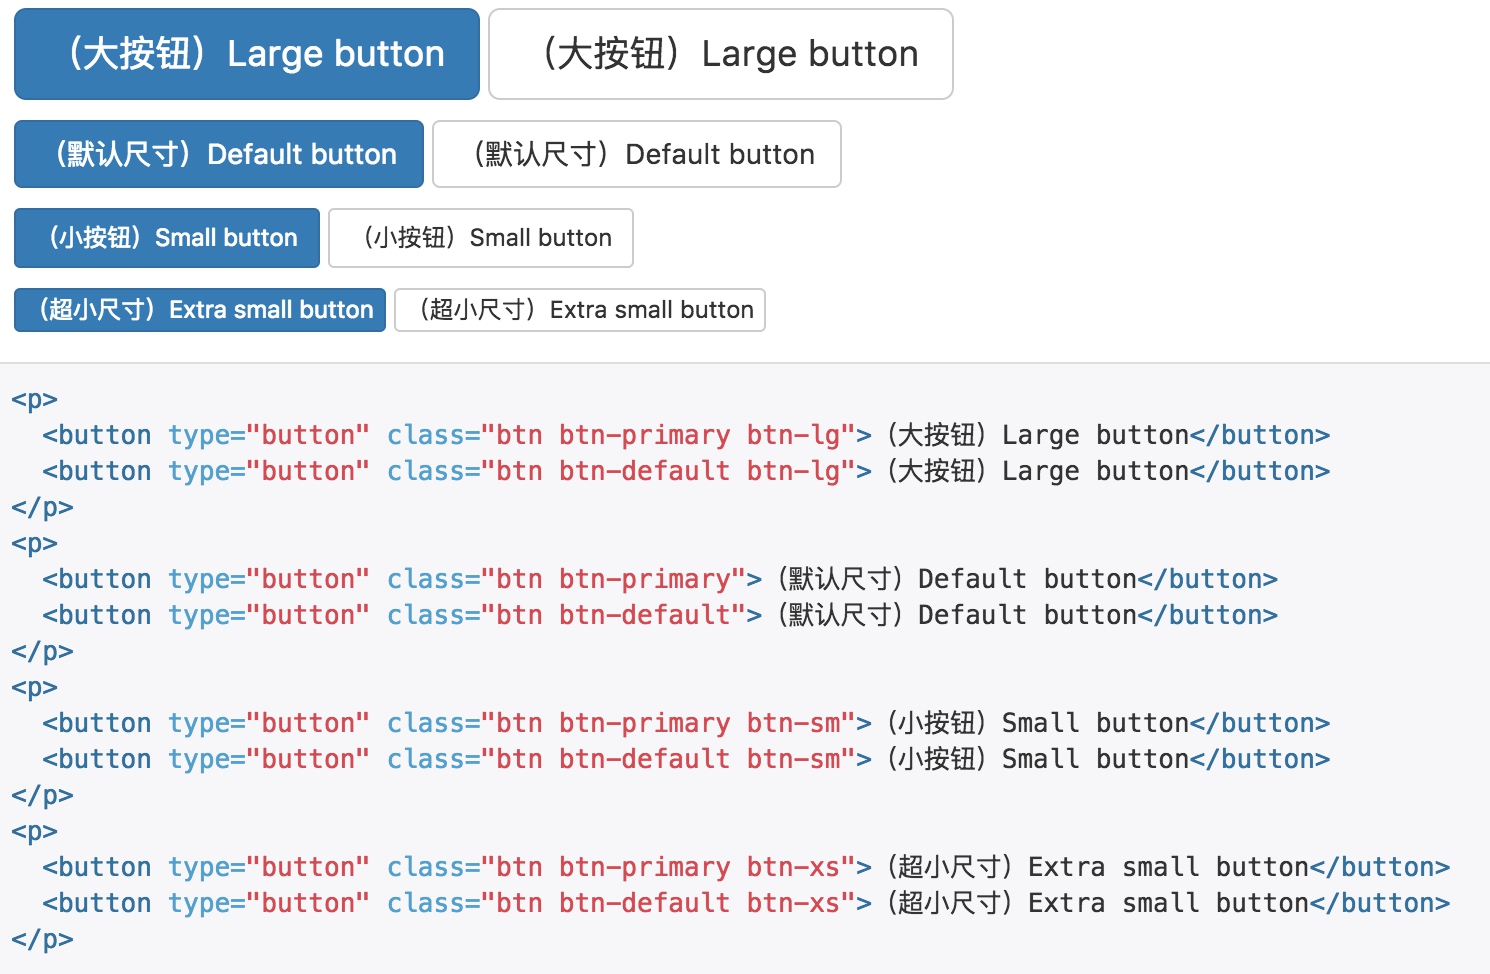 （大按钮）Large button （大按钮）Large button
（默认尺寸）Default button （默认尺寸）Default button
（小按钮）Small button （小按钮）Small button
（超小尺寸）Extra small button （超小尺寸）Extra small button
<p>
  <button type="button" class="btn btn-primary btn-lg">（大按钮）Large button</button>
  <button type="button" class="btn btn-default btn-lg">（大按钮）Large button</button>
</p>
<p>
  <button type="button" class="btn btn-primary">（默认尺寸）Default button</button>
  <button type="button" class="btn btn-default">（默认尺寸）Default button</button>
</p>
<p>
  <button type="button" class="btn btn-primary btn-sm">（小按钮）Small button</button>
  <button type="button" class="btn btn-default btn-sm">（小按钮）Small button</button>
</p>
<p>
  <button type="button" class="btn btn-primary btn-xs">（超小尺寸）Extra small button</button>
  <button type="button" class="btn btn-default btn-xs">（超小尺寸）Extra small button</button>
</p>